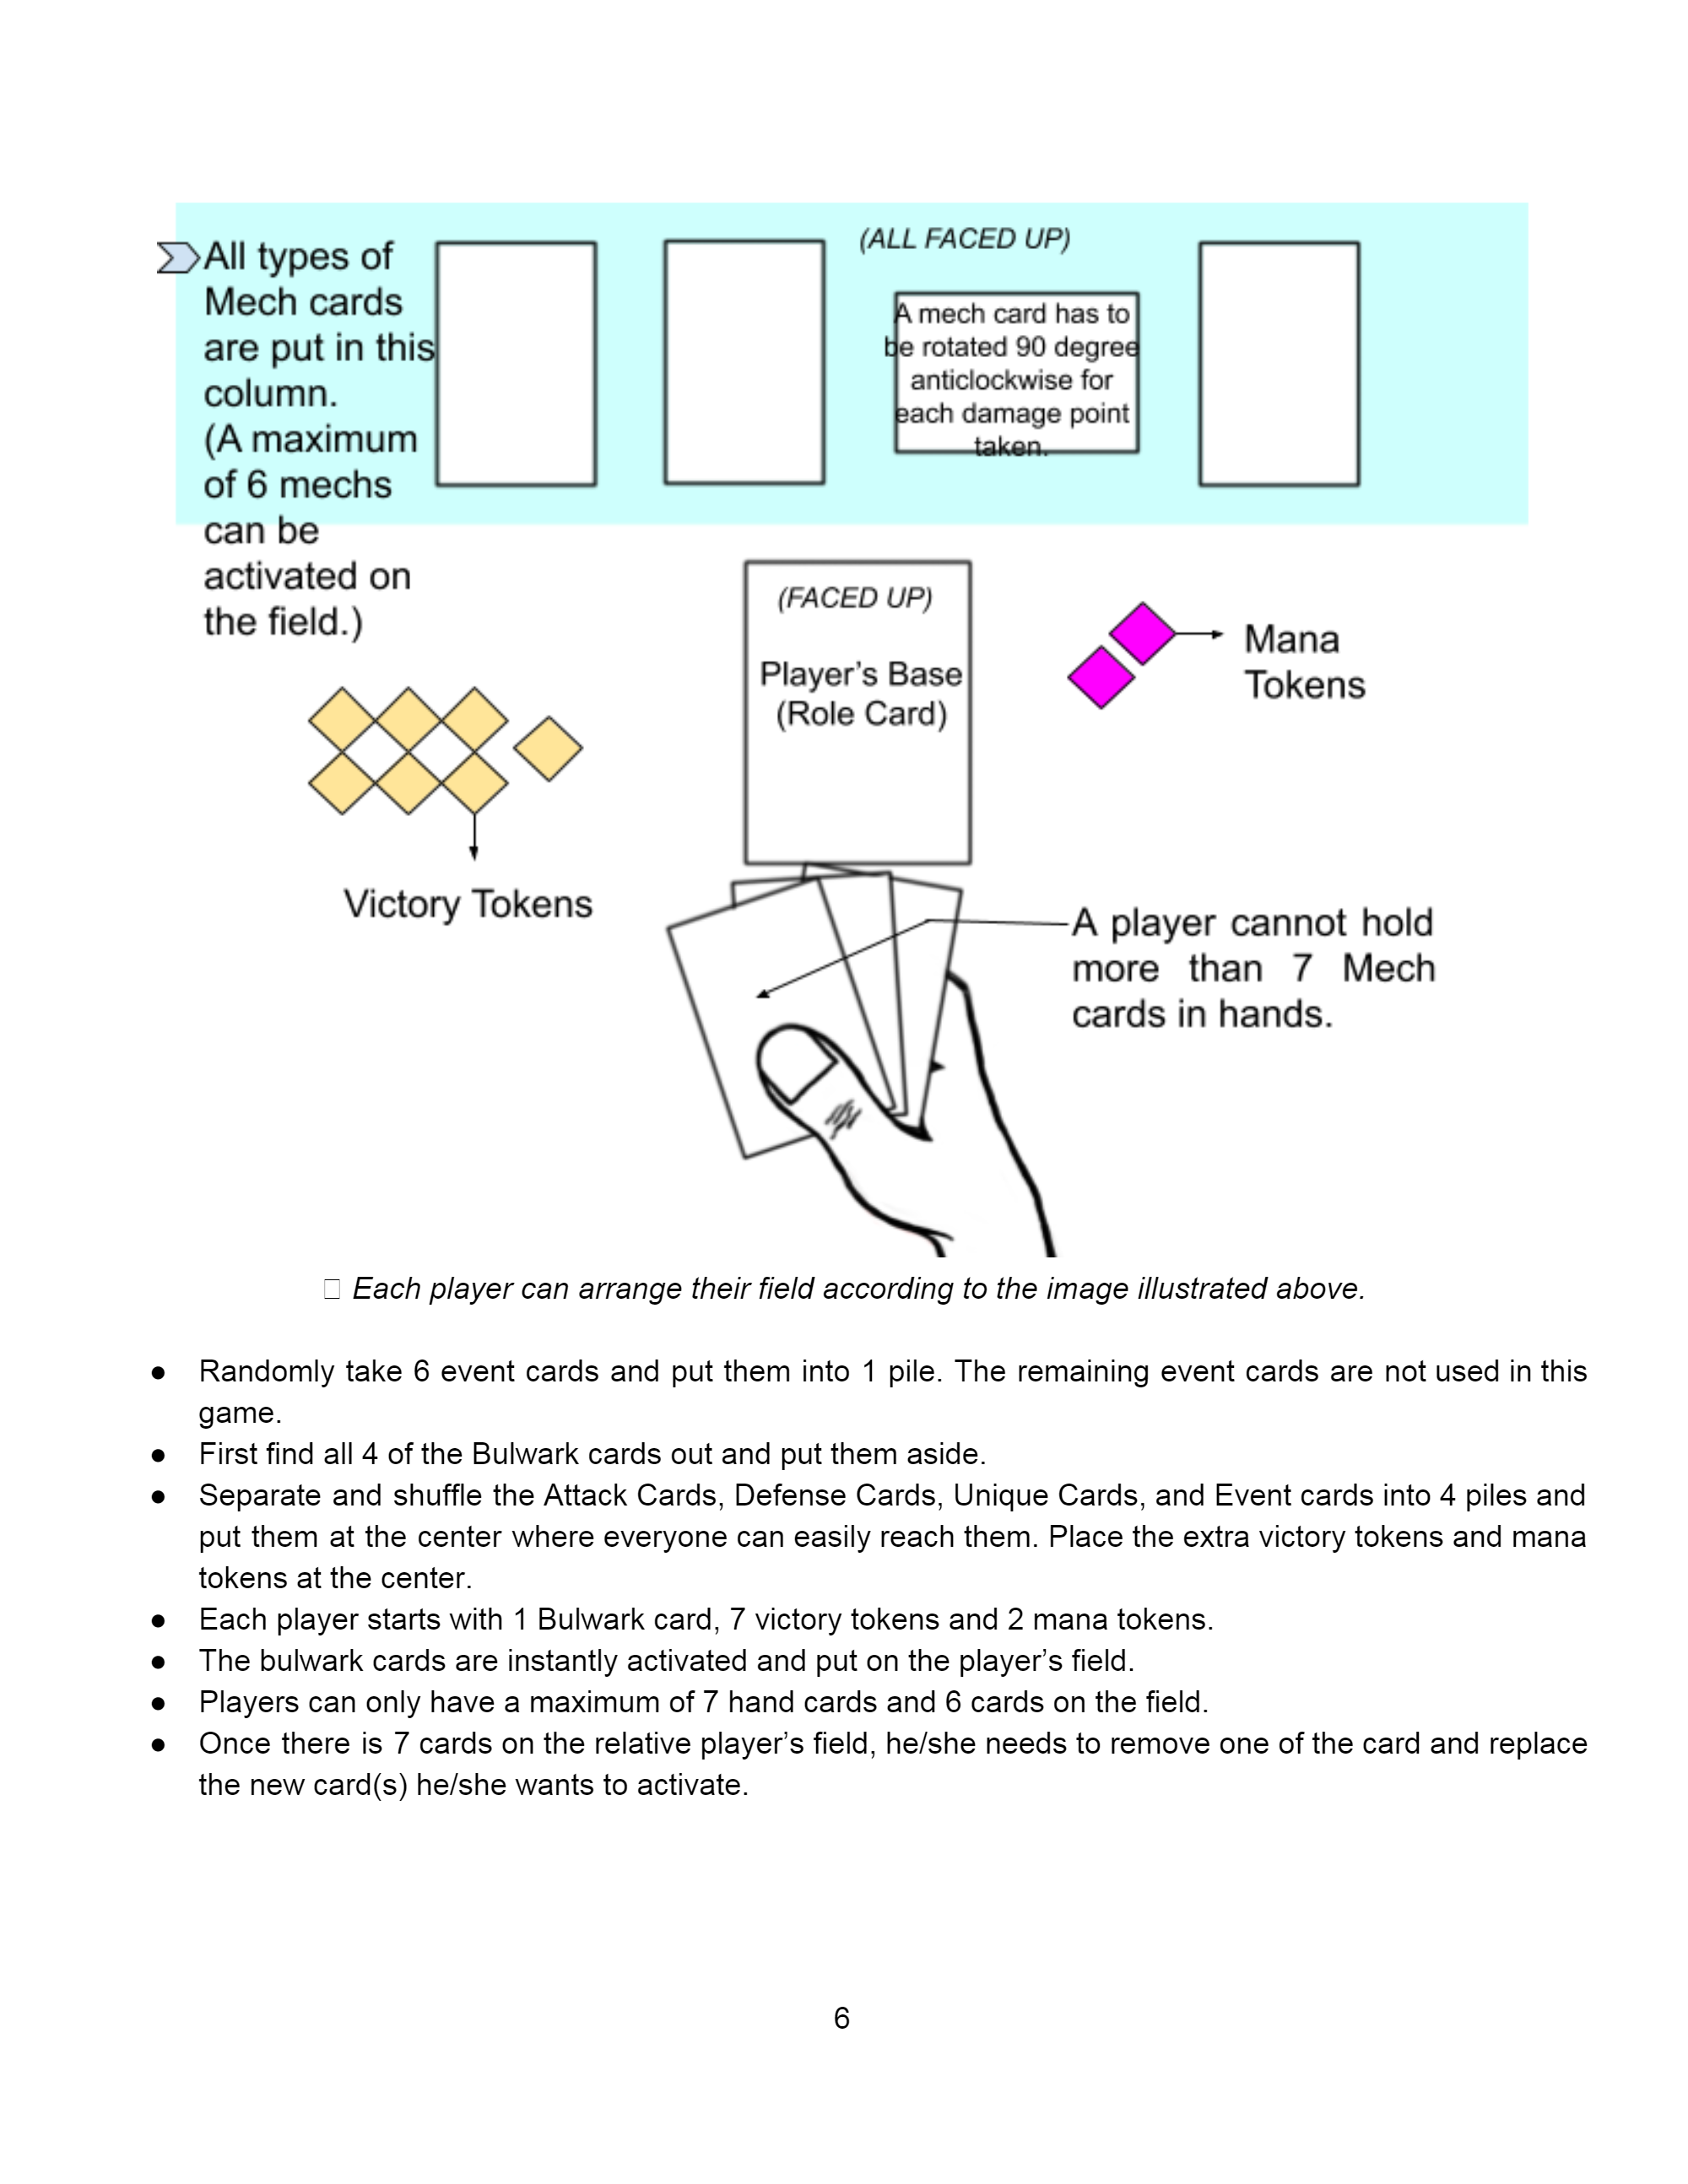 All types of
Mech cards
are put in this
column.
(A maximum
of 6 mechs
can be
activated on
the field.)
(ALL FACED UP)
A mech card has to
be rotated 90 degree
anticlockwise for
each damage point
taken.
(FACED UP)
Player’s Base
(Role Card)
Mana
Tokens
Victory Tokens
A player cannot hold
more than 7 Mech
cards in hands.
Each player can arrange their field according to the image illustrated above.
● Randomly take 6 event cards and put them into 1 pile. The remaining event cards are not used in this
game.
● First find all 4 of the Bulwark cards out and put them aside.
● Separate and shuffle the Attack Cards, Defense Cards, Unique Cards, and Event cards into 4 piles and
put them at the center where everyone can easily reach them. Place the extra victory tokens and mana
tokens at the center.
● Each player starts with 1 Bulwark card, 7 victory tokens and 2 mana tokens.
● The bulwark cards are instantly activated and put on the player’s field.
● Players can only have a maximum of 7 hand cards and 6 cards on the field.
● Once there is 7 cards on the relative player’s field, he/she needs to remove one of the card and replace
the new card(s) he/she wants to activate.
6